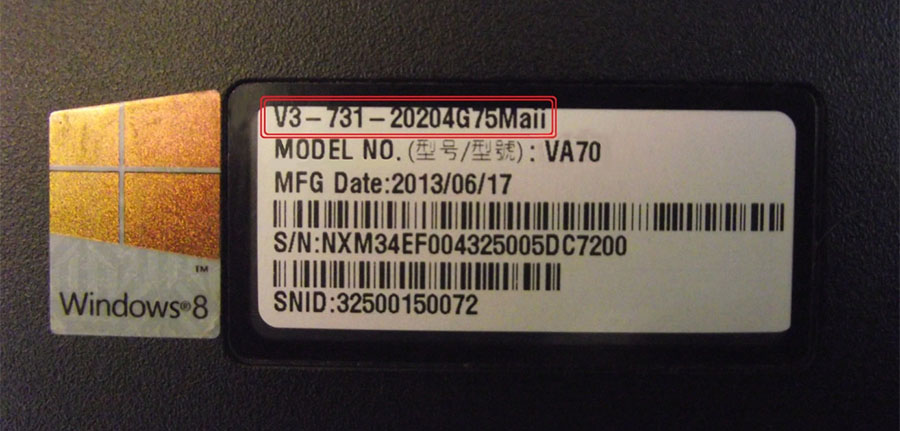 V3-731-20204G75Maii
MODEL NO.(型号/型號): VA70
MFG Date:2013/06/17
S/N:NXM34EF004325005DC7200
SNID:32500150072
™
Windows®8